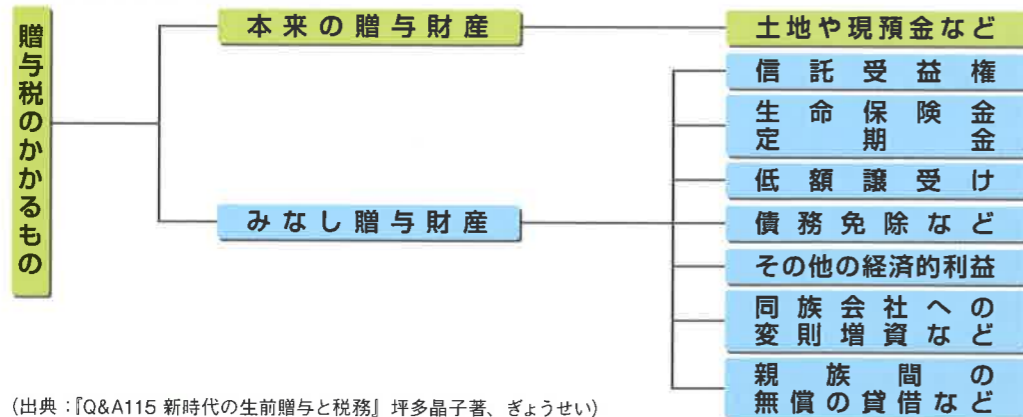 贈与税のかかるもの
本来の贈与財産
土地や現預金など
みなし贈与財産
信託受益権
生命保険金
定期金
低額譲受け
債務免除など
その他の経済的利益
同族会社への
変則増資など
親族間の
無償の貸借など
(出典:『Q&A115 新時代の生前贈与と税務』 坪多晶子著、ぎょうせい)